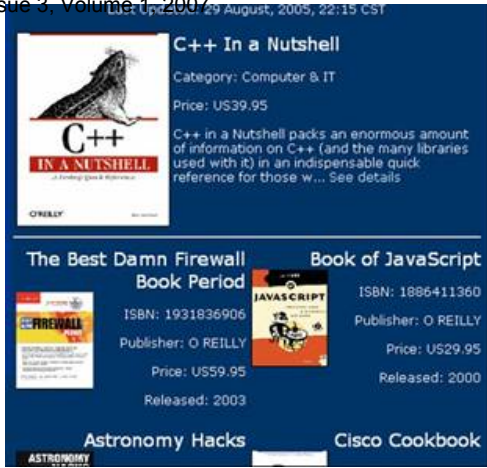 sue 3, Volume 1, 2007
Last Updated: 29 August, 2005, 22:15 CST
C++ In a Nutshell
Category: Computer & IT
Price: US39.95
C++ in a Nutshell packs an enormous amount
of information on C++ (and the many libraries
used with it) in an indispensable quick
reference for those w... See details
C++
IN A NUTSHELL
A Desktop Quick Reference
O'REILLY
The Best Damn Firewall
Book Period
ISBN: 1931836906
Publisher: O REILLY
Price: US59.95
Released: 2003
FIREWALL
Book of JavaScript
ISBN: 1886411360
Publisher: O REILLY
Price: US29.95
Released: 2000
JAVASCRIPT
Astronomy Hacks
ASTRONOMY
Cisco Cookbook